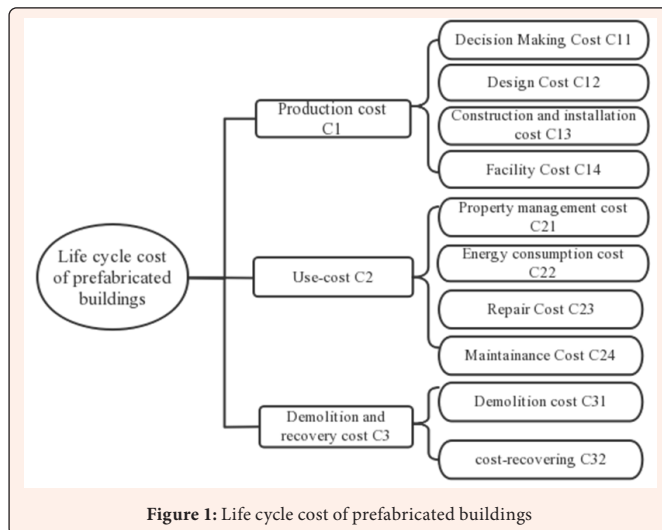 Decision Making Cost C11
Design Cost C12
Production cost
C1
Construction and installation
cost C13
Facility Cost C14
Property management cost
C21
Life cycle cost
of prefabricated
buildings
Energy consumption cost
C22
Use-cost C2
Repair Cost C23
Maintainance Cost C24
Demolition cost C31
Demolition and
recovery cost C3
cost-recovering C32
Figure 1: Life cycle cost of prefabricated buildings